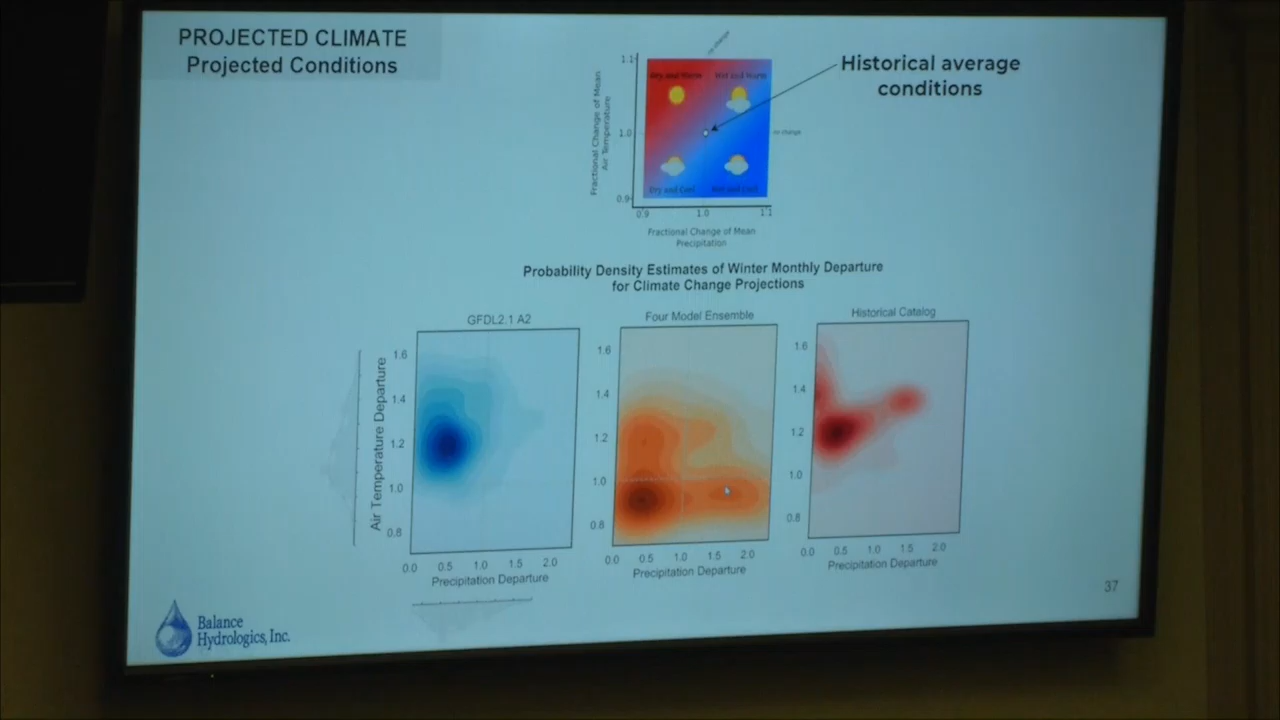 PROJECTED CLIMATE
Projected Conditions
no change
Historical average
conditions
Fractional Change of Mean
Air Temperature
1.1
1.0
0.9
Dry and Warm
Wet and Warm
no change
Dry and Cool
Wet and Cool
0.9 1.0 1.1
Fractional Change of Mean
Precipitation
Probability Density Estimates of Winter Monthly Departure
for Climate Change Projections
GFDL2.1 A2
Air Temperature Departure
1.6
1.4
1.2
1.0
0.8
0.0 0.5 1.0 1.5 2.0
Precipitation Departure
Four Model Ensemble
1.6
1.4
1.2
1.0
0.8
0.0 0.5 1.0 1.5 2.0
Precipitation Departure
Historical Catalog
1.6
1.4
1.2
1.0
0.8
0.0 0.5 1.0 1.5 2.0
Precipitation Departure
37
Balance
Hydrologics, Inc.